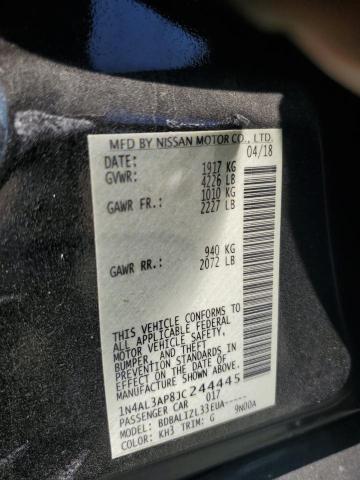 MFD BY NISSAN MOTOR CO., LTD.
DATE: 04/18
GVWR: 1917 KG
4226 LB
GAWR FR.: 1010 KG
2227 LB
GAWR RR.: 940 KG
2072 LB
THIS VEHICLE CONFORMS TO
ALL APPLICABLE FEDERAL
MOTOR VEHICLE SAFETY,
BUMPER, AND THEFT
PREVENTION STANDARDS
IN EFFECT ON THE DATE OF
MANUFACTURE SHOWN ABOVE.
1N4AL3AP8JC244445
PASSENGER CAR 017
MODEL: BDBALIZL33EUA-----
COLOR: KH3 TRIM: G 9N00A